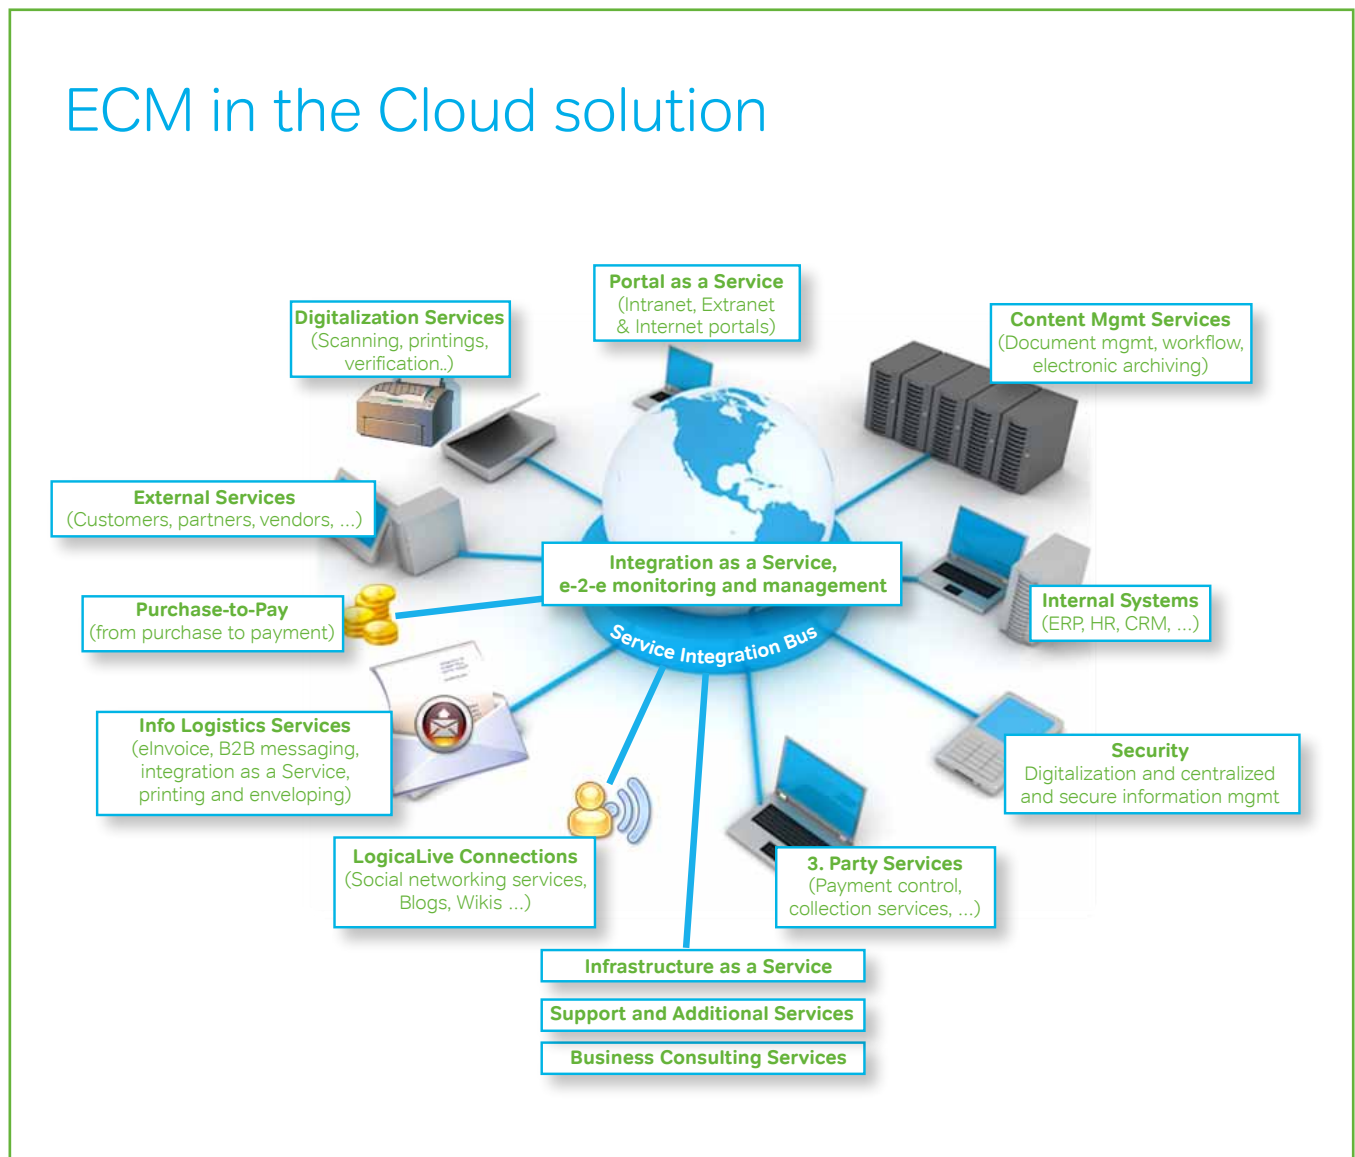 ECM in the Cloud solution
Portal as a Service
(Intranet, Extranet
& Internet portals)
Digitalization Services
(Scanning, printings,
verification..)
Content Mgmt Services
(Document mgmt, workflow,
electronic archiving)
External Services
(Customers, partners, vendors, ...)
Integration as a Service,
e-2-e monitoring and management
Service Integration Bus
Purchase-to-Pay
(from purchase to payment)
Internal Systems
(ERP, HR, CRM, ...)
Info Logistics Services
(eInvoice, B2B messaging,
integration as a Service,
printing and enveloping)
Security
Digitalization and centralized
and secure information mgmt
LogicaLive Connections
(Social networking services,
Blogs, Wikis ...)
3. Party Services
(Payment control,
collection services, ...)
Infrastructure as a Service
Support and Additional Services
Business Consulting Services